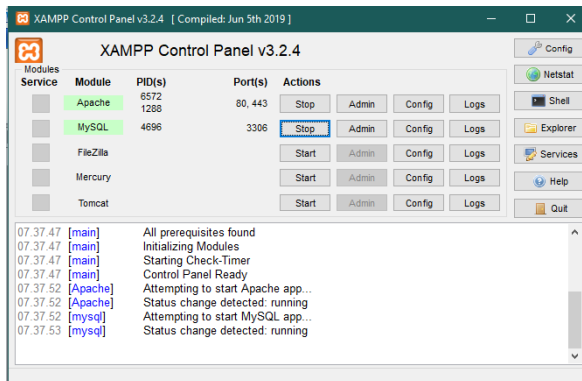 XAMPP Control Panel v3.2.4 [ Compiled: Jun 5th 2019 ]
XAMPP Control Panel v3.2.4
Config
Modules
Service Module PID(s) Port(s) Actions
Netstat
Apache 6572 1288 80, 443 Stop Admin Config Logs
Shell
MySQL 4696 3306 Stop Admin Config Logs
Explorer
FileZilla Start Admin Config Logs
Services
Mercury Start Admin Config Logs
Help
Tomcat Start Admin Config Logs
Quit
07.37.47 [main] All prerequisites found
07.37.47 [main] Initializing Modules
07.37.47 [main] Starting Check-Timer
07.37.47 [main] Control Panel Ready
07.37.52 [Apache] Attempting to start Apache app...
07.37.52 [Apache] Status change detected: running
07.37.52 [mysql] Attempting to start MySQL app...
07.37.53 [mysql] Status change detected: running